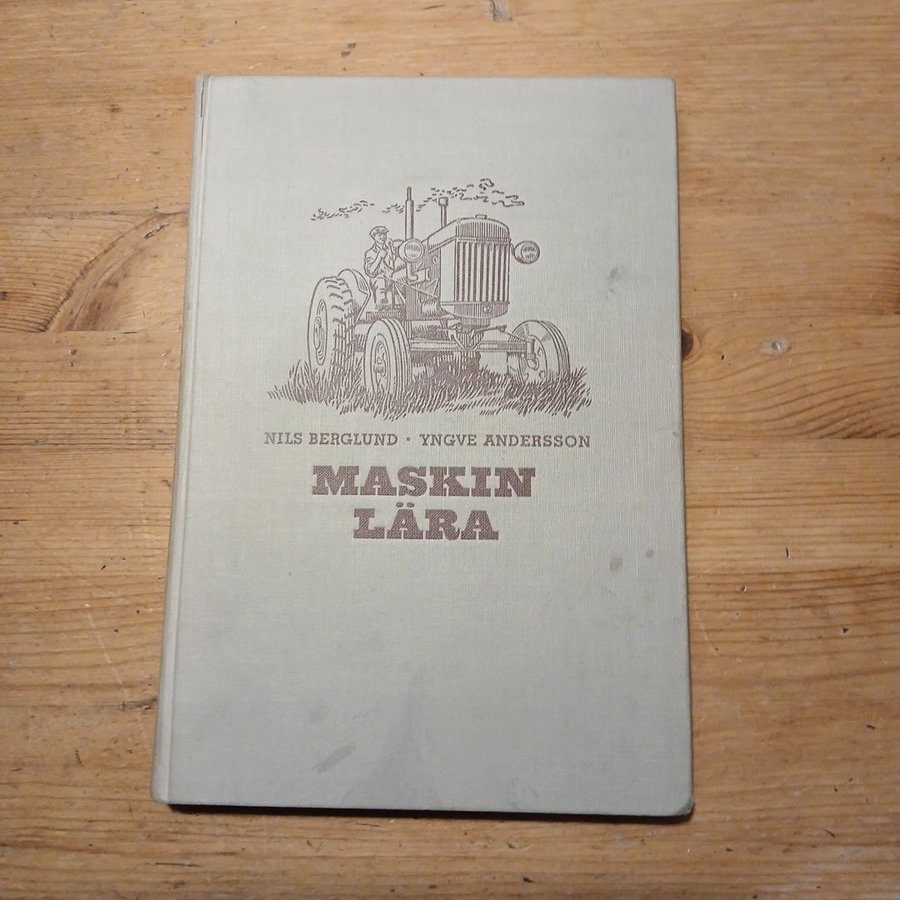 NILS BERGLUND · YNGVE ANDERSSON
MASKIN
LÄRA